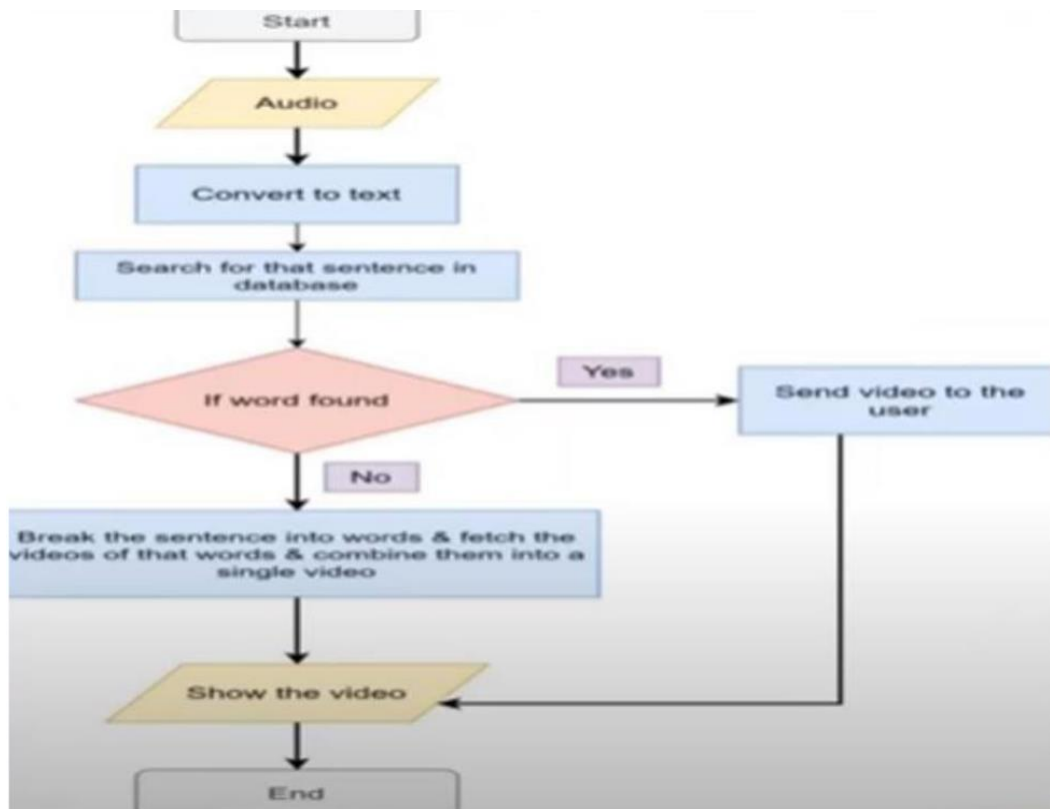 Start
Audio
Convert to text
Search for that sentence in
database
If word found
Yes
Send video to the
user
No
Break the sentence into words & fetch the
videos of that words & combine them into a
single video
Show the video
End